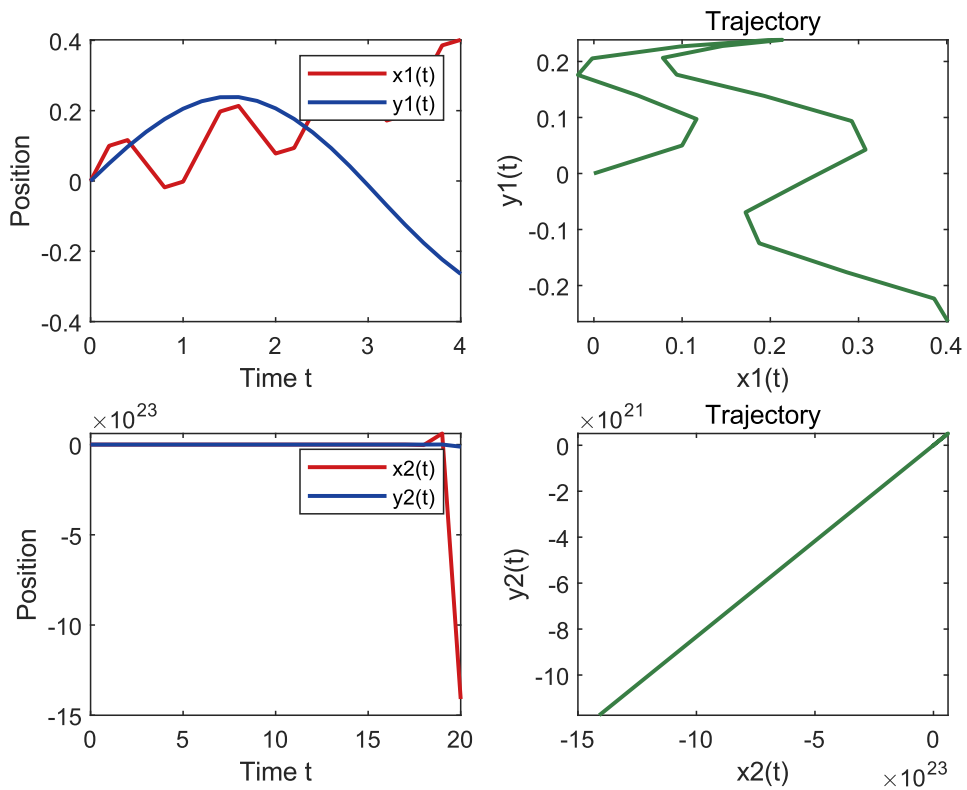 0.4
0.2
0
-0.2
-0.4
Position
0 1 2 3 4
Time t
x1(t)
y1(t)
Trajectory
0.2
0.1
0
-0.1
-0.2
y1(t)
0 0.1 0.2 0.3 0.4
x1(t)
×10^23
0
-5
-10
-15
Position
0 5 10 15 20
Time t
x2(t)
y2(t)
×10^21
Trajectory
0
-2
-4
-6
-8
-10
y2(t)
-15 -10 -5 0
x2(t)
×10^23